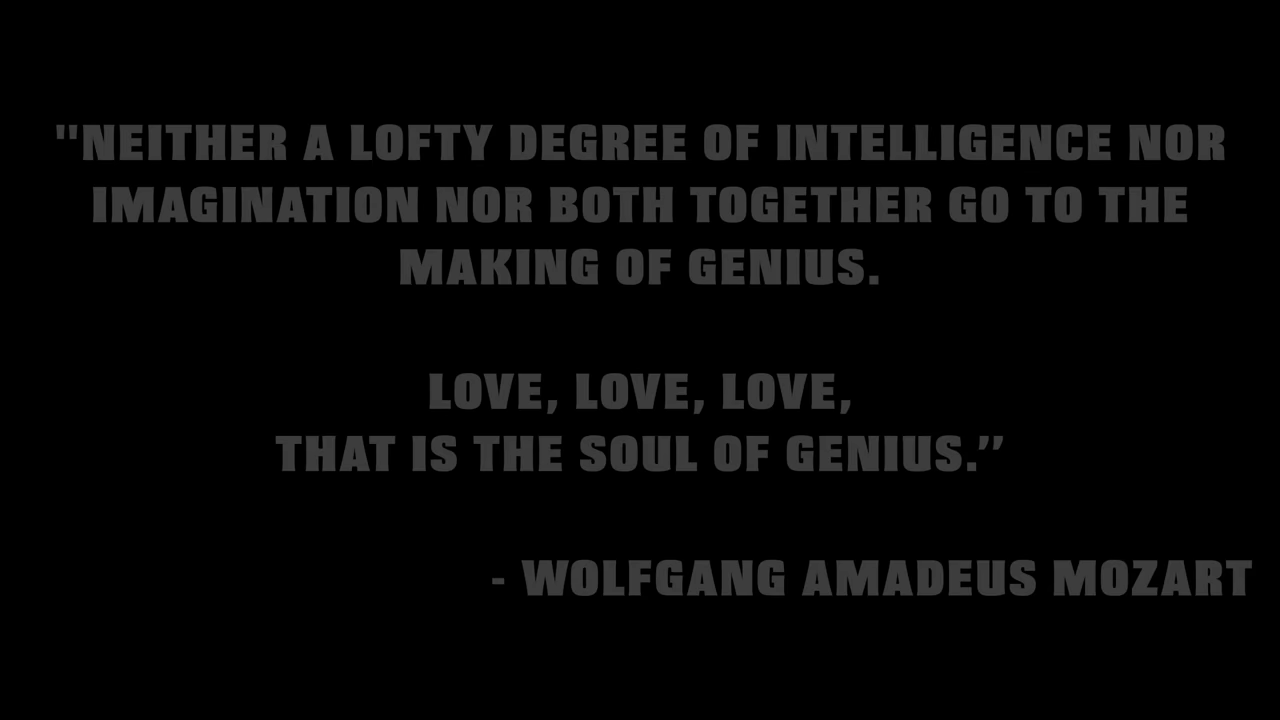 "NEITHER A LOFTY DEGREE OF INTELLIGENCE NOR
IMAGINATION NOR BOTH TOGETHER GO TO THE
MAKING OF GENIUS.
LOVE, LOVE, LOVE,
THAT IS THE SOUL OF GENIUS.”
- WOLFGANG AMADEUS MOZART